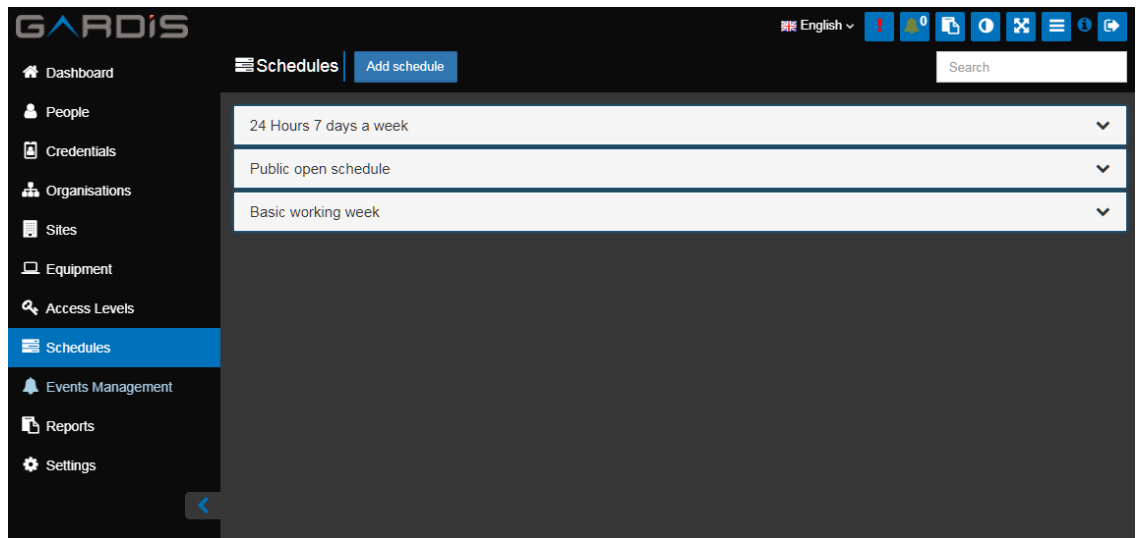 GARDiS
English
0
Dashboard
People
Credentials
Organisations
Sites
Equipment
Access Levels
Schedules
Events Management
Reports
Settings
Schedules
Add schedule
Search
24 Hours 7 days a week
Public open schedule
Basic working week